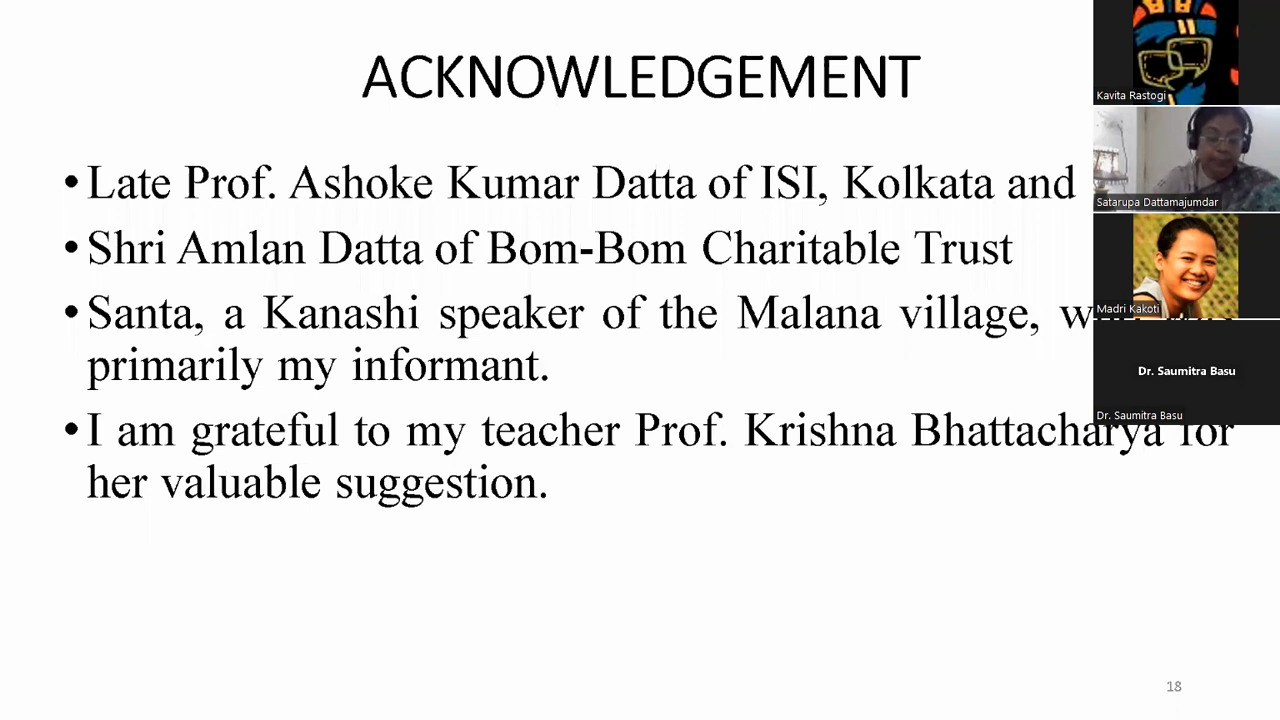 ACKNOWLEDGEMENT
• Late Prof. Ashoke Kumar Datta of ISI, Kolkata and
• Shri Amlan Datta of Bom-Bom Charitable Trust
• Santa, a Kanashi speaker of the Malana village,
primarily my informant.
• I am grateful to my teacher Prof. Krishna Bhattacharya for
her valuable suggestion.
18
Kavita Rastogi
Satarupa Dattamajumdar
Madri Kakoti
Dr. Saumitra Basu
Dr. Saumitra Basu